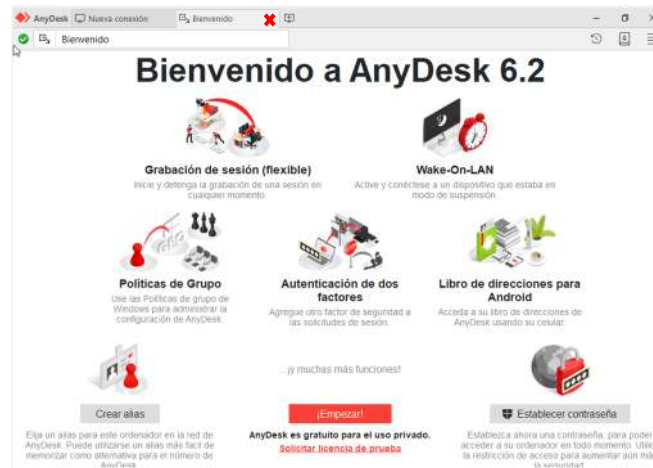 AnyDesk Nueva conexión Bienvenido
Bienvenido
Bienvenido a AnyDesk 6.2
Grabación de sesión (flexible)
Inicie y detenga la grabación de una sesión en
cualquier momento.
Wake-On-LAN
Active y conéctese a un dispositivo que estaba en
modo de suspensión.
Políticas de Grupo
Use las Políticas de grupo de
Windows para administrar la
configuración de AnyDesk.
Autenticación de dos
factores
Agregue otro factor de seguridad a
las solicitudes de sesión.
Libro de direcciones para
Android
Acceda a su libro de direcciones de
AnyDesk usando su celular.
...¡y muchas más funciones!
Crear alias
Elija un alias para este ordenador en la red de
AnyDesk. Puede utilizarse un alias más fácil de
memorizar como alternativa para el número de
AnyDesk.
¡Empezar!
AnyDesk es gratuito para el uso privado.
Solicitar licencia de prueba
Establecer contraseña
Establezca ahora una contraseña, para poder
acceder a su ordenador en todo momento. Utilic
la restricción de acceso para aumentar aún má
la seguridad.